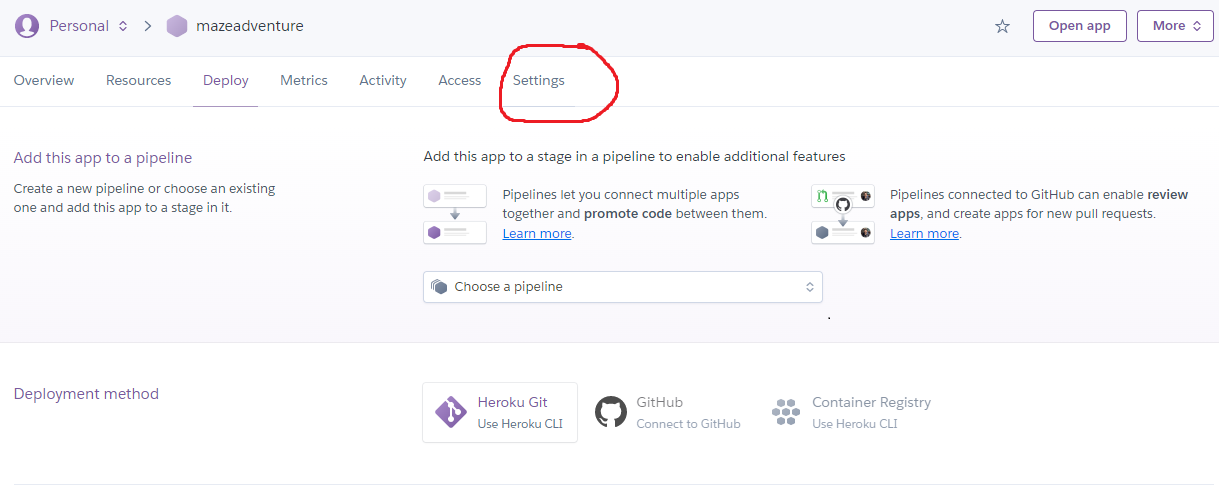 Personal
mazeadventure
Open app
More
Overview
Resources
Deploy
Metrics
Activity
Access
Settings
Add this app to a pipeline
Create a new pipeline or choose an existing
one and add this app to a stage in it.
Add this app to a stage in a pipeline to enable additional features
Pipelines let you connect multiple apps
together and promote code between them.
Learn more.
Pipelines connected to GitHub can enable review
apps, and create apps for new pull requests.
Learn more.
Choose a pipeline
Deployment method
Heroku Git
Use Heroku CLI
GitHub
Connect to GitHub
Container Registry
Use Heroku CLI